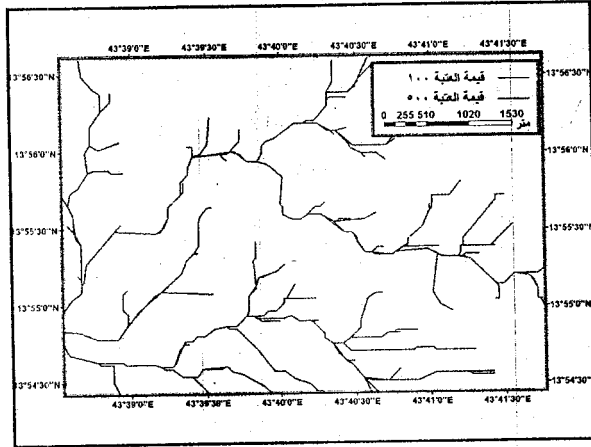 43°39'0"E 43°39'30"E 43°40'0"E 43°40'30"E 43°41'0"E 43°41'30"E
13°56'30"N 13°56'30"N
قيمة العتبة ١٠٠
قيمة العتبة ٥٠٠
0 255 510 1020 1530 متر
13°56'0"N 13°56'0"N
13°55'30"N 13°55'30"N
13°55'0"N 13°55'0"N
13°54'30"N 13°54'30"N
43°39'0"E 43°39'30"E 43°40'0"E 43°40'30"E 43°41'0"E 43°41'30"E